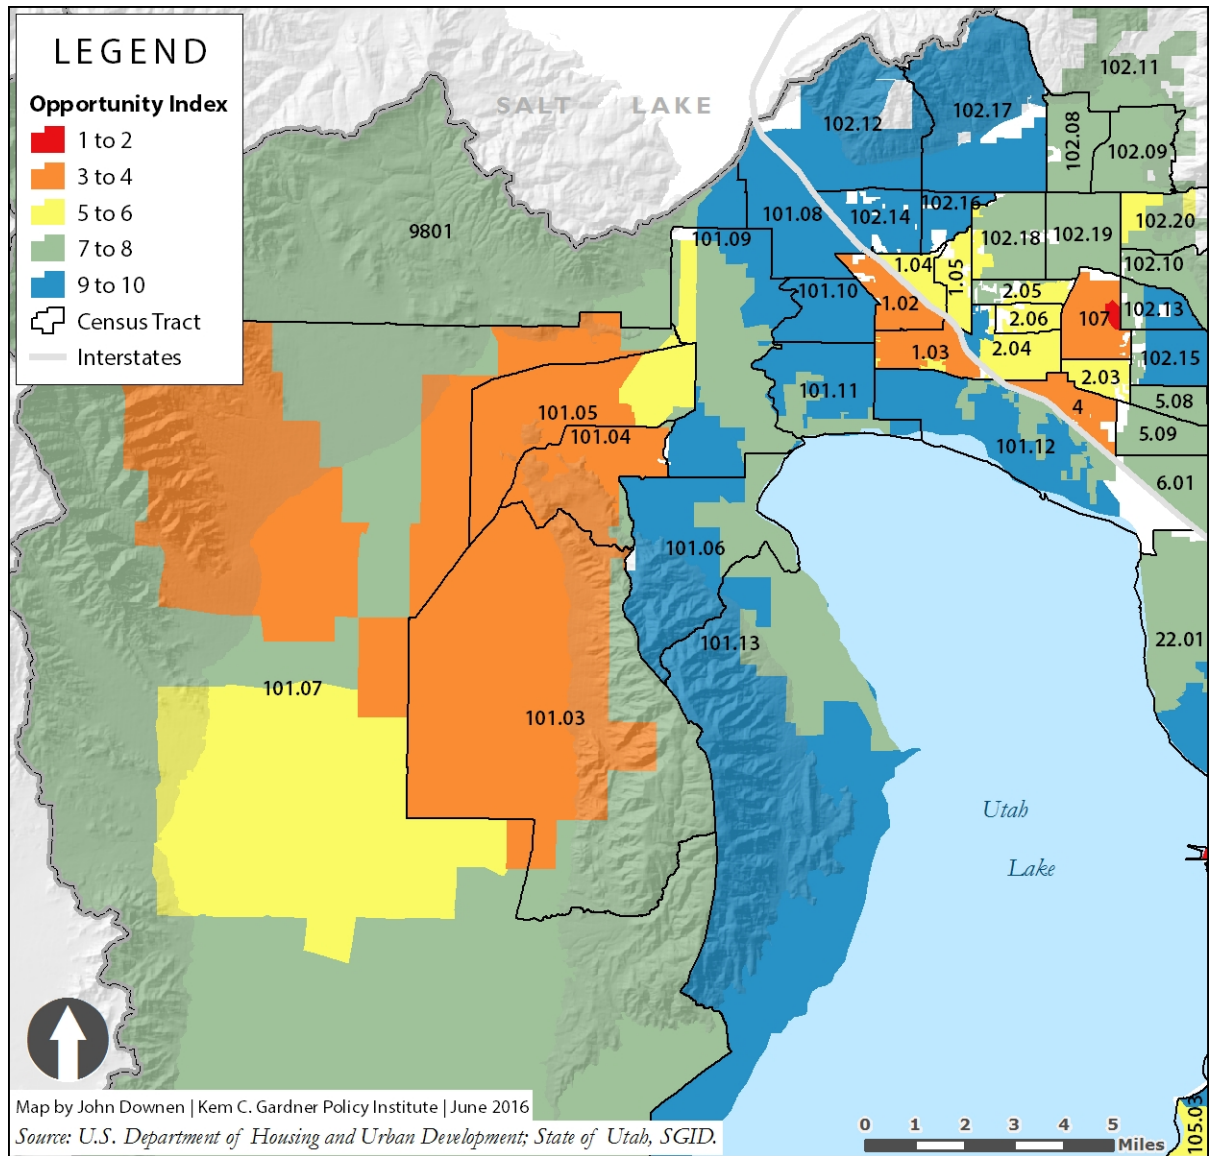 LEGEND
Opportunity Index
1 to 2
3 to 4
5 to 6
7 to 8
9 to 10
Census Tract
Interstates
SALT LAKE
102.11
102.12
102.17
102.08
102.09
9801
101.09
101.08
102.14
102.16
102.18
102.19
102.20
102.10
1.04
1.05
101.10
1.02
2.05
2.06
107
102.13
1.03
2.04
102.15
2.03
101.11
4
5.08
101.05
101.04
101.12
5.09
6.01
101.06
101.13
22.01
101.07
101.03
Utah
Lake
105.03
Map by John Downen | Kem C. Gardner Policy Institute | June 2016
Source: U.S. Department of Housing and Urban Development; State of Utah, SGID.
0 1 2 3 4 5
Miles